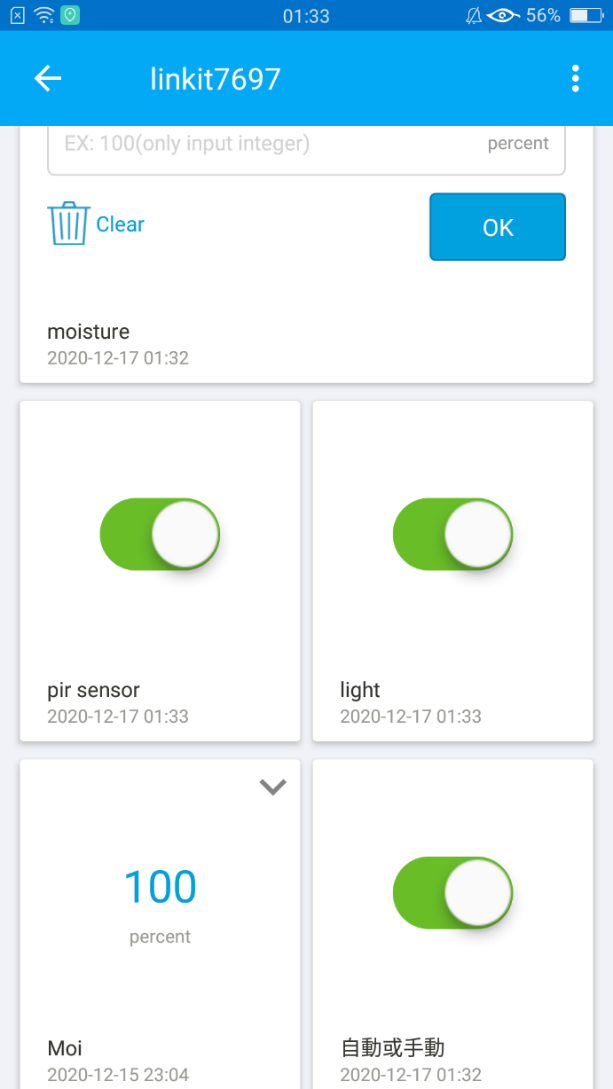 01:33
56%
linkit7697
EX: 100(only input integer)
percent
Clear
OK
moisture
2020-12-17 01:32
pir sensor
2020-12-17 01:33
light
2020-12-17 01:33
100
percent
Moi
2020-12-15 23:04
自動或手動
2020-12-17 01:32